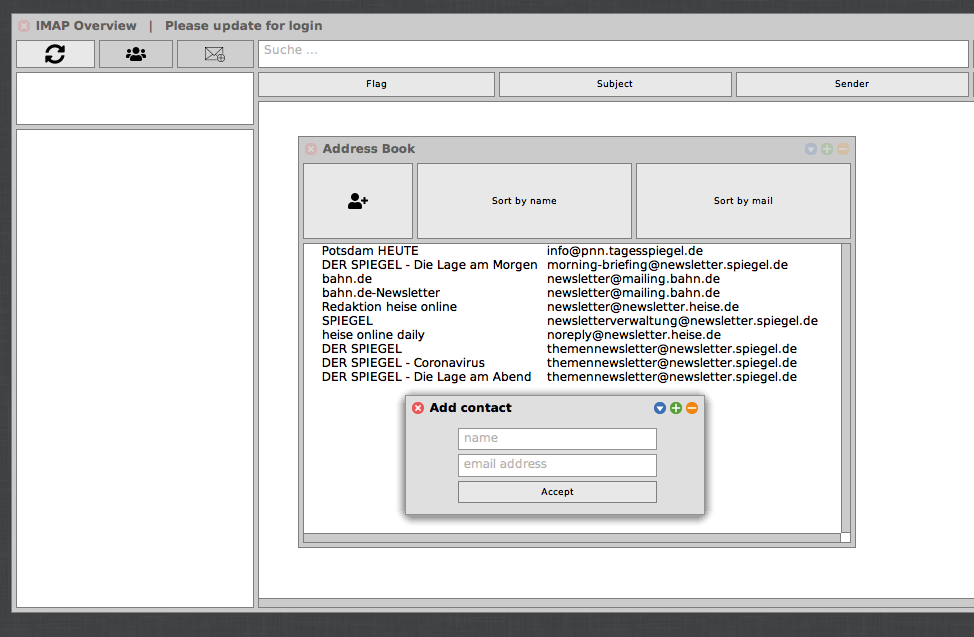 IMAP Overview | Please update for login
Suche ...
Flag Subject Sender
Address Book
Sort by name Sort by mail
Potsdam HEUTE info@pnn.tagesspiegel.de
DER SPIEGEL - Die Lage am Morgen morning-briefing@newsletter.spiegel.de
bahn.de newsletter@mailing.bahn.de
bahn.de-Newsletter newsletter@mailing.bahn.de
Redaktion heise online newsletter@newsletter.heise.de
SPIEGEL newsletterverwaltung@newsletter.spiegel.de
heise online daily noreply@newsletter.heise.de
DER SPIEGEL themennewsletter@newsletter.spiegel.de
DER SPIEGEL - Coronavirus themennewsletter@newsletter.spiegel.de
DER SPIEGEL - Die Lage am Abend themennewsletter@newsletter.spiegel.de
Add contact
name
email address
Accept